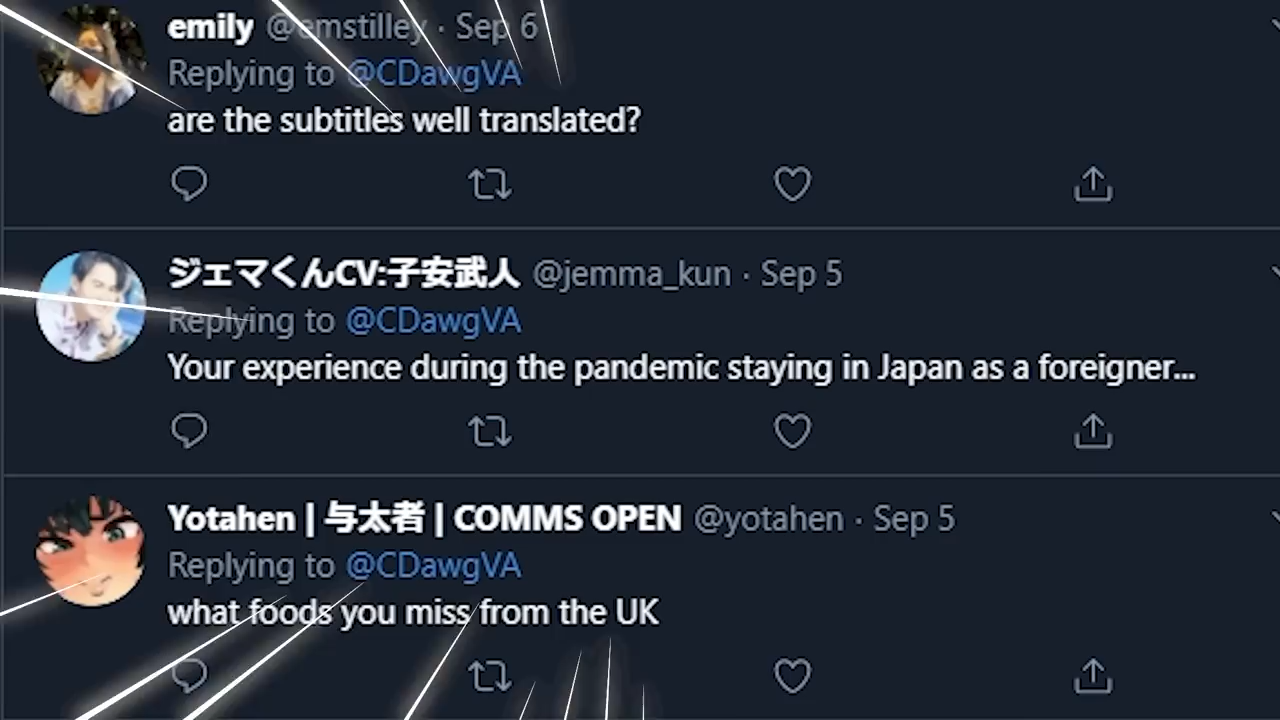 emily @emstilley · Sep 6
Replying to @CDawgVA
are the subtitles well translated?
ジェマくんCV:子安武人 @jemma_kun · Sep 5
Replying to @CDawgVA
Your experience during the pandemic staying in Japan as a foreigner...
Yotahen | 与太者 | COMMS OPEN @yotahen · Sep 5
Replying to @CDawgVA
what foods you miss from the UK